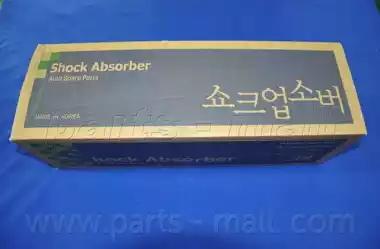 Shock Absorber
Auto Spare Parts
쇼크업소버
MADE IN KOREA
Shock Absorber
www.parts-mall.com